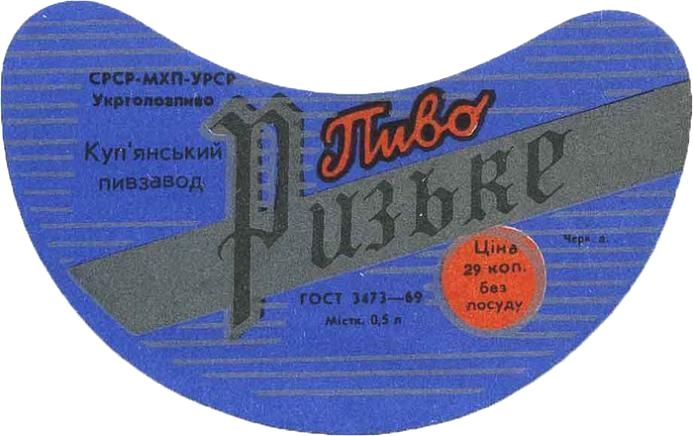 СРСР-МХП-УРСР
Укрголовпиво
Куп'янський
пивзавод
Пиво
Ризьке
Ціна
29 коп.
без
посуду
ГОСТ 3473—69
Містк. 0,5 л